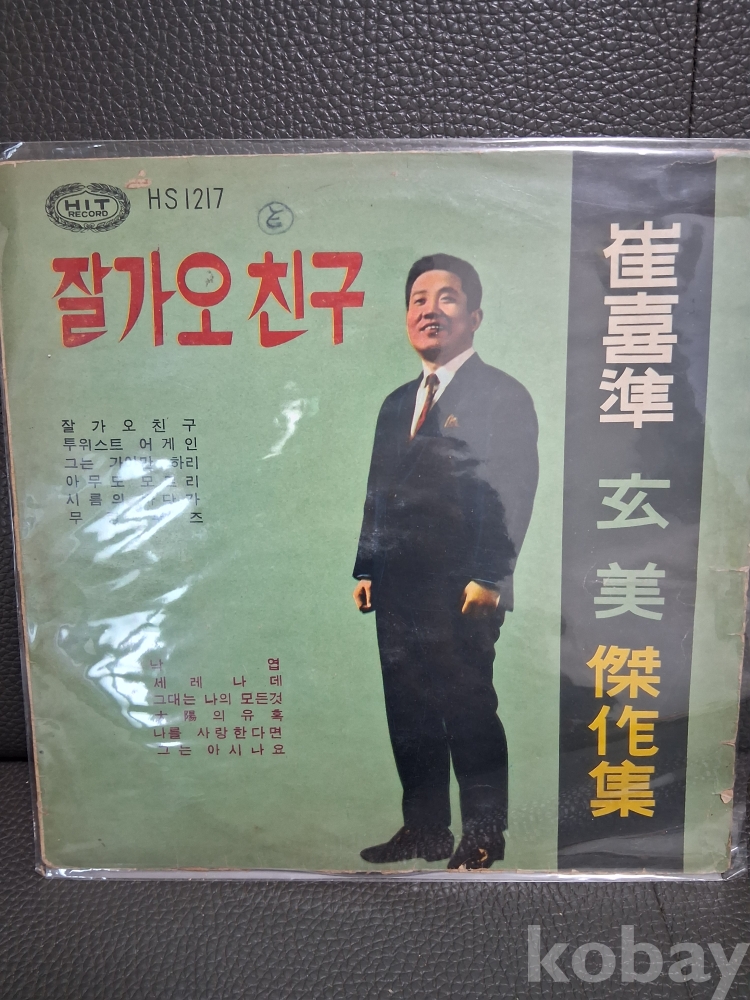 HIT
RECORD
HS 1217
잘가오 친구
崔喜準 玄美 傑作集
잘 가 오 친 구
투위스트 어 게 인
그는 하리
아 무 도
시 름 의
무 즈
엽
세 레 나 데
그대는 나의 모든것
太 陽 의 유 혹
나를 사랑한다면
그 는 아 시 나 요
kobay